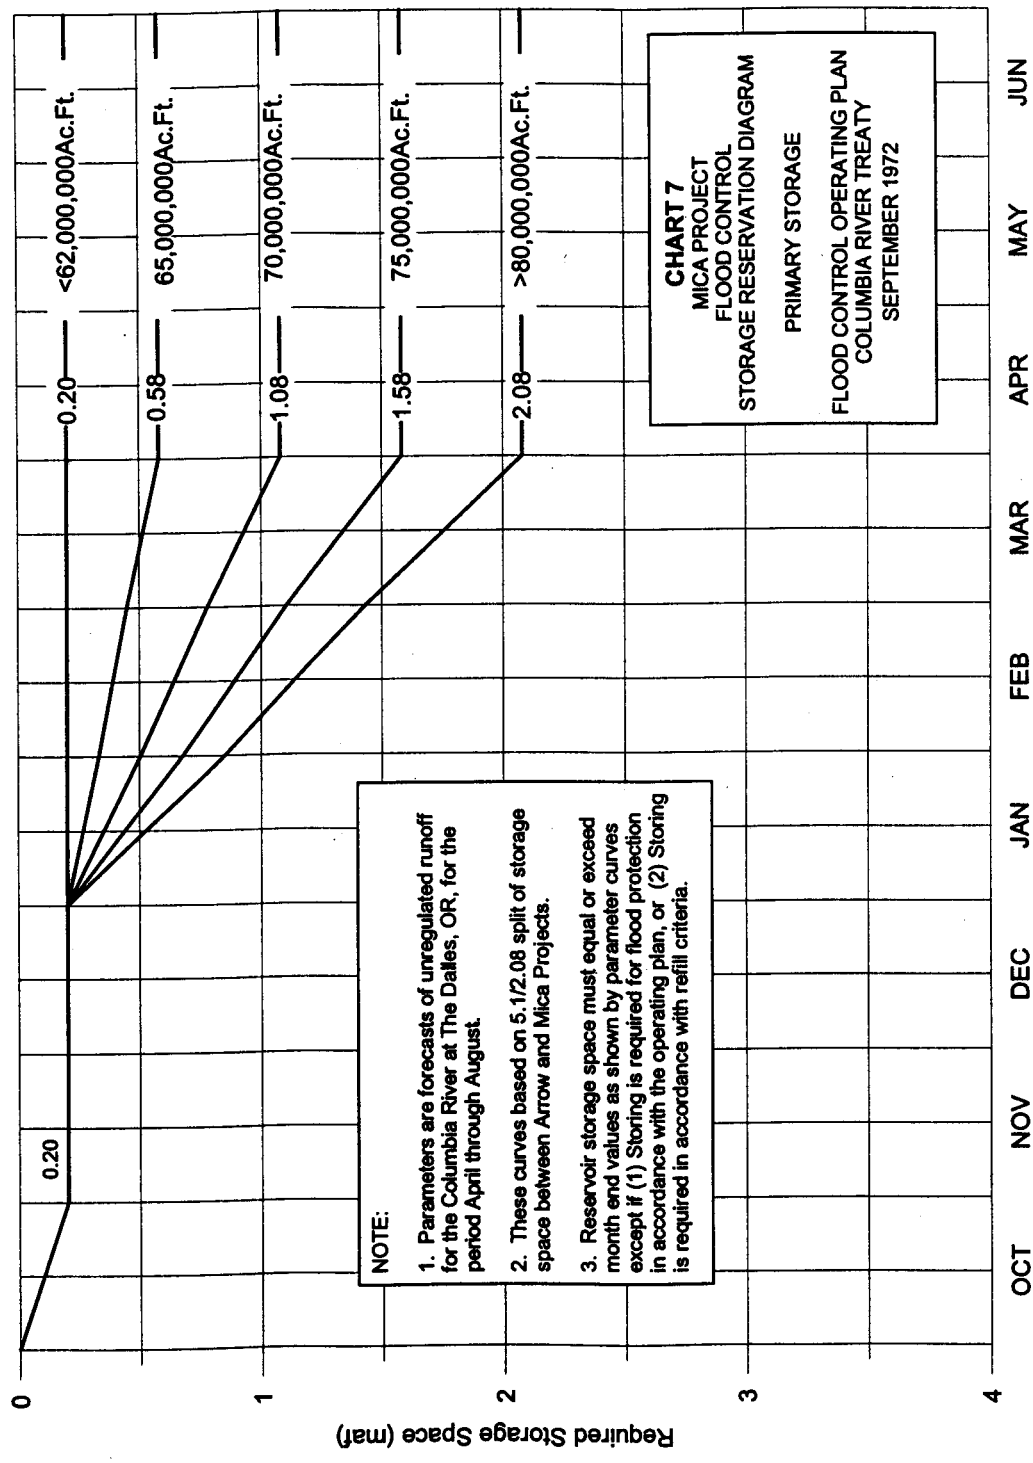 0
1
2
3
4
Required Storage Space (maf)
OCT
NOV
DEC
JAN
FEB
MAR
APR
MAY
JUN
0.20
0.20
<62,000,000Ac.Ft.
0.58
65,000,000Ac.Ft.
1.08
70,000,000Ac.Ft.
1.58
75,000,000Ac.Ft.
2.08
>80,000,000Ac.Ft.
NOTE:
1. Parameters are forecasts of unregulated runoff
for the Columbia River at The Dalles, OR, for the
period April through August.
2. These curves based on 5.1/2.08 split of storage
space between Arrow and Mica Projects.
3. Reservoir storage space must equal or exceed
month end values as shown by parameter curves
except if (1) Storing is required for flood protection
in accordance with the operating plan, or (2) Storing
is required in accordance with refill criteria.
CHART 7
MICA PROJECT
FLOOD CONTROL
STORAGE RESERVATION DIAGRAM
PRIMARY STORAGE
FLOOD CONTROL OPERATING PLAN
COLUMBIA RIVER TREATY
SEPTEMBER 1972